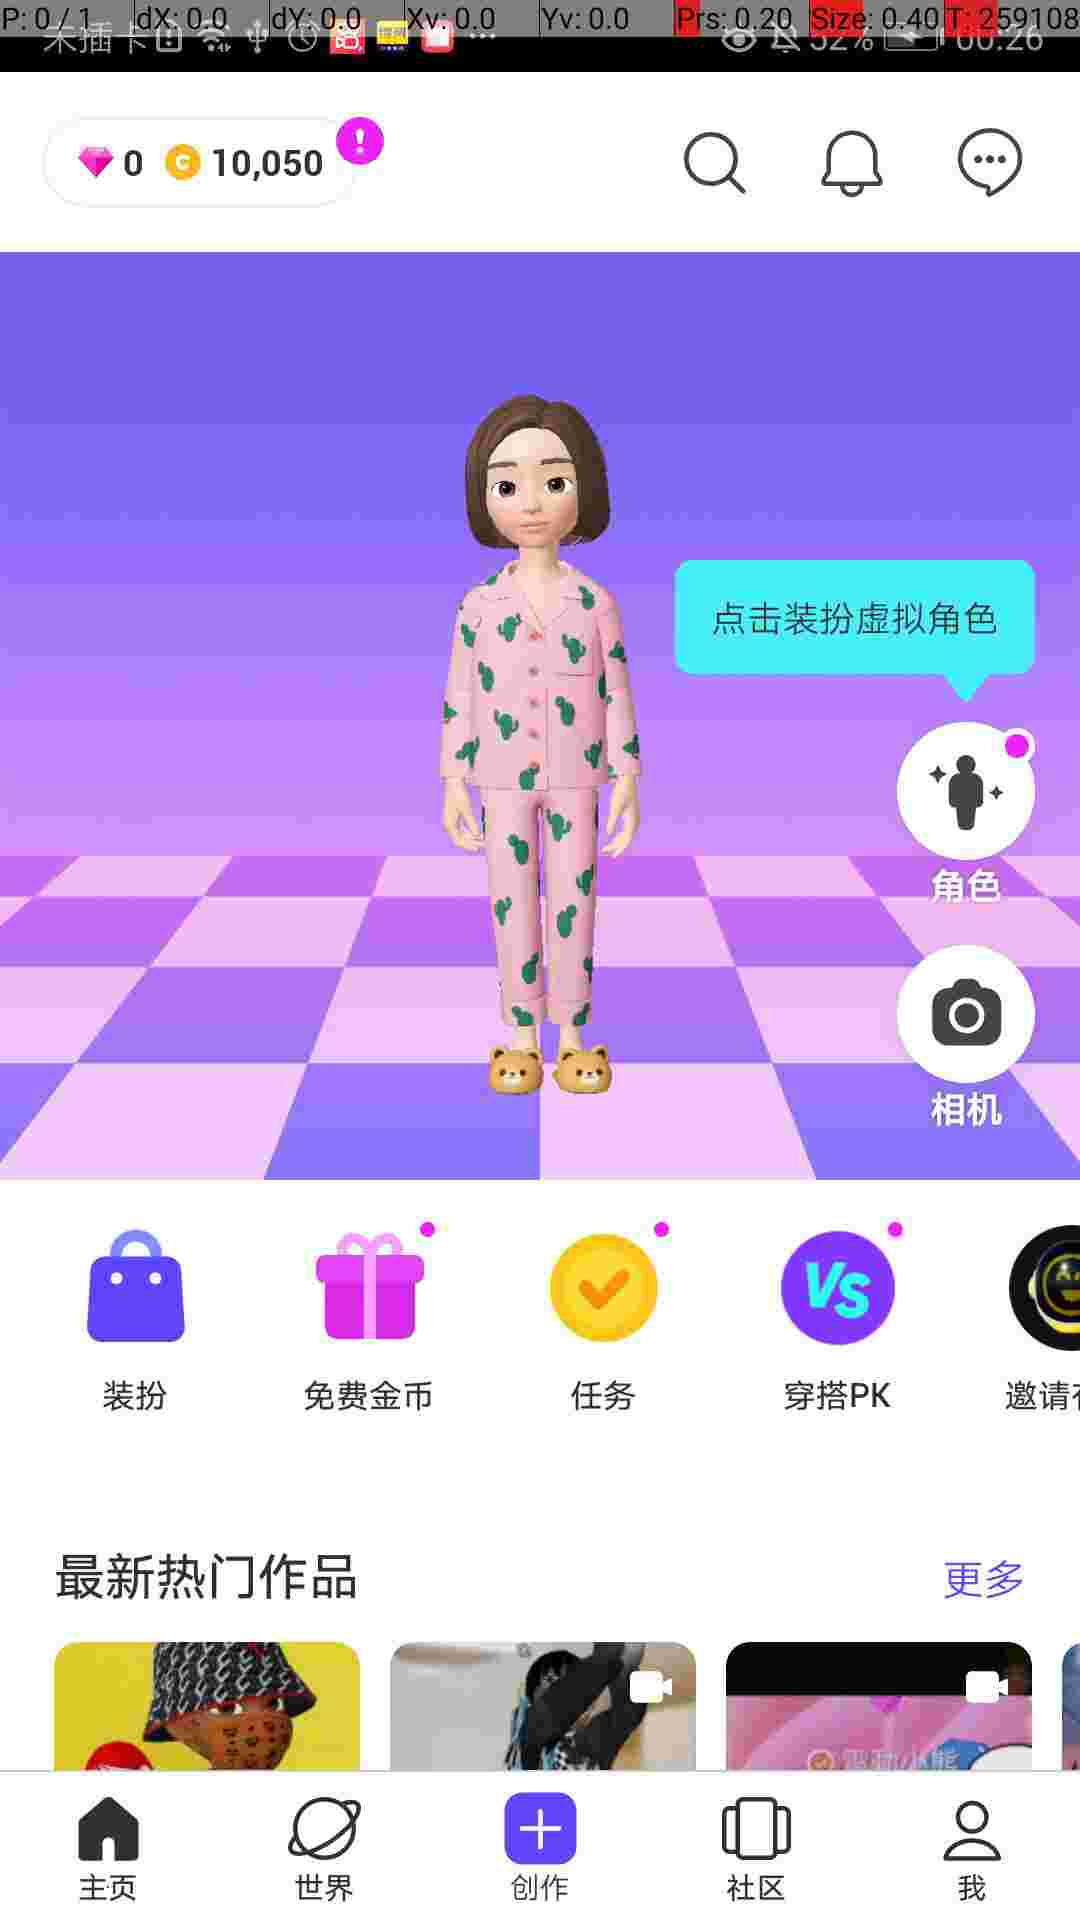 P: 0 / 1 dX: 0.0 dY: 0.0 Xv: 0.0 Yv: 0.0 Prs: 0.20 Size: 0.40 T: 259108
未插卡 52% 00:26
0 C 10,050 !
点击装扮虚拟角色
角色
相机
VS
装扮 免费金币 任务 穿搭PK 邀请
最新热门作品 更多
主页 世界 创作 社区 我